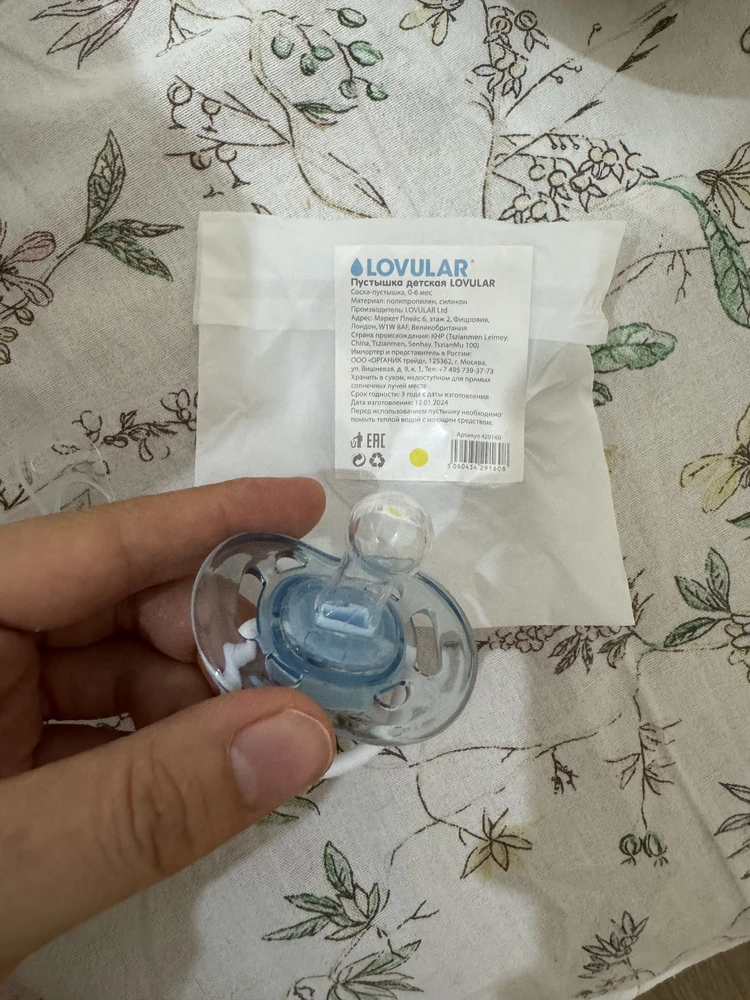 LOVULAR
Пустышка детская LOVULAR
Соска-пустышка, 0-6 мес
Материал: полипропилен, силикон
Производитель: LOVULAR Ltd
Адрес: Маркет Плейс 6, этаж 2, Фицровия,
Лондон, W1W 8AF, Великобритания
Страна происхождения: КНР (Tszianmen Leimey,
China, Tszianmen, Senhay, TszianMu 100)
Импортер и представитель в России:
ООО «ОРГАНИК трейд», 125362, г. Москва,
ул. Вишневая, д. 9, к. 1, Тел: +7 495 739-37-73
Хранить в сухом, недоступном для прямых
солнечных лучей месте
Срок годности: 3 года с даты изготовления
Дата изготовления: 12.01.2024
Перед использованием пустышку необходимо
помыть теплой водой с моющим средством.
EAC
Артикул 429160
5 060434 291608